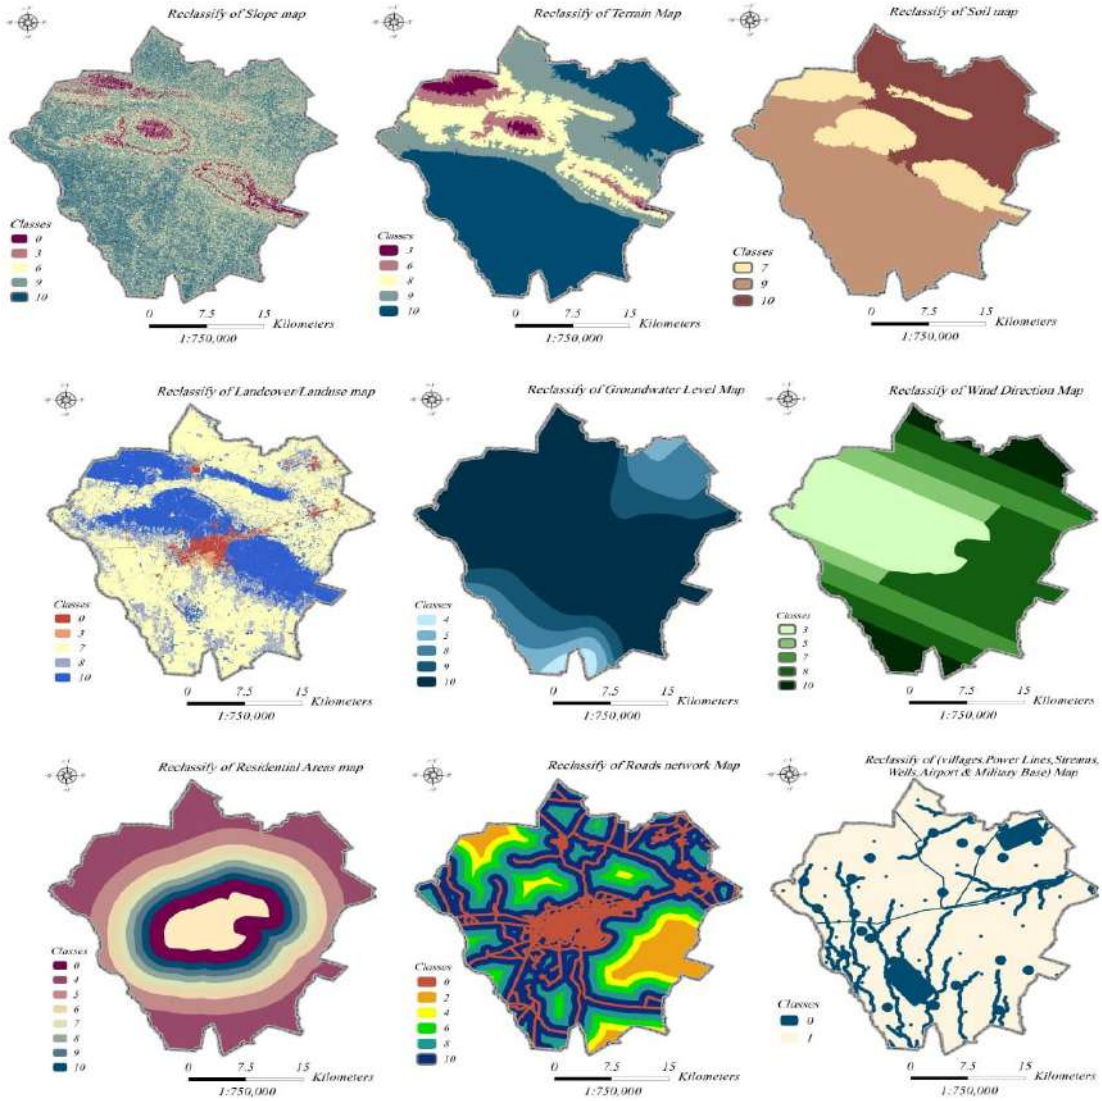 Reclassify of Slope map
Classes
0
3
6
9
10
0 7.5 15
Kilometers
1:750,000
Reclassify of Terrain Map
Classes
3
6
8
9
10
0 7.5 15
Kilometers
1:750,000
Reclassify of Soil map
Classes
7
9
10
0 7.5 15
Kilometers
1:750,000
Reclassify of Landcover/Landuse map
Classes
0
3
7
8
10
0 7.5 15
Kilometers
1:750,000
Reclassify of Groundwater Level Map
Classes
4
5
8
9
10
0 7.5 15
Kilometers
1:750,000
Reclassify of Wind Direction Map
Classes
3
5
7
8
10
0 7.5 15
Kilometers
1:750,000
Reclassify of Residential Areas map
Classes
0
4
5
6
7
8
9
10
0 7.5 15
Kilometers
1:750,000
Reclassify of Roads network Map
Classes
0
2
4
6
8
10
0 7.5 15
Kilometers
1:750,000
Reclassify of (villages,Power Lines,Streams,
Wells,Airport & Military Base) Map
Classes
0
1
0 7.5 15
Kilometers
1:750,000